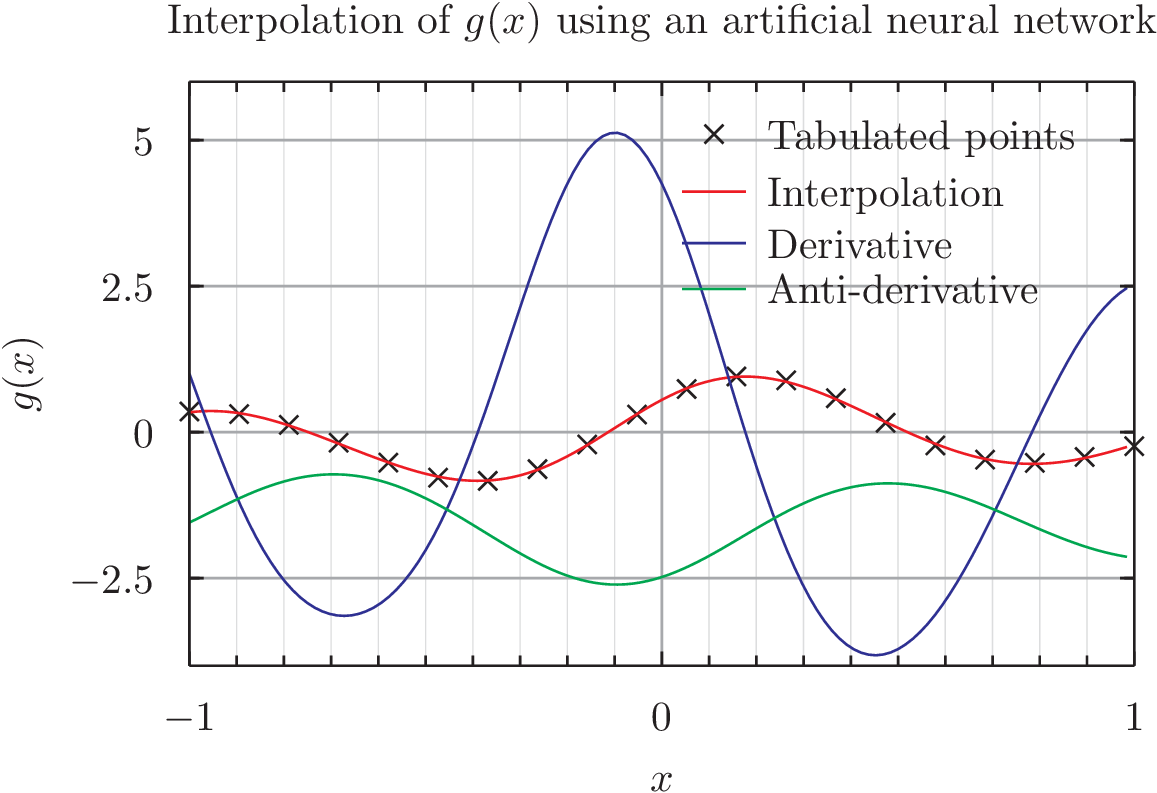 Interpolation of g(x) using an artificial neural network
5
2.5
0
−2.5
g(x)
Tabulated points
Interpolation
Derivative
Anti-derivative
−1
0
1
x